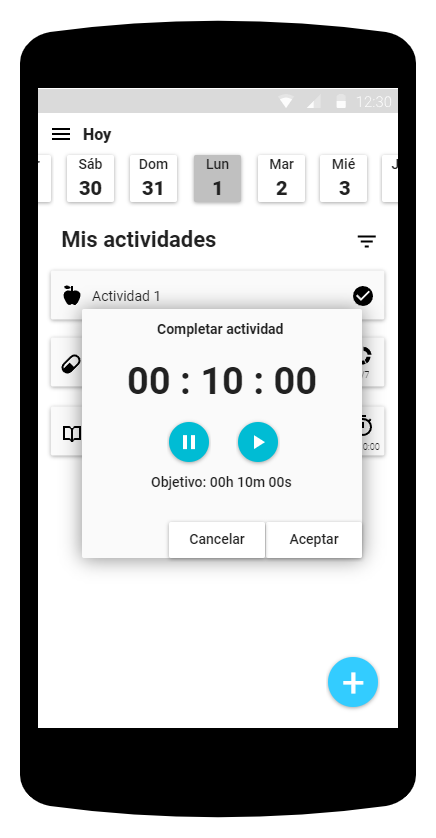 12:30
Hoy
Sáb Dom Lun Mar Mié
30 31 1 2 3
Mis actividades
Actividad 1
Completar actividad
00 : 10 : 00
/7
Objetivo: 00h 10m 00s
0:00
Cancelar Aceptar